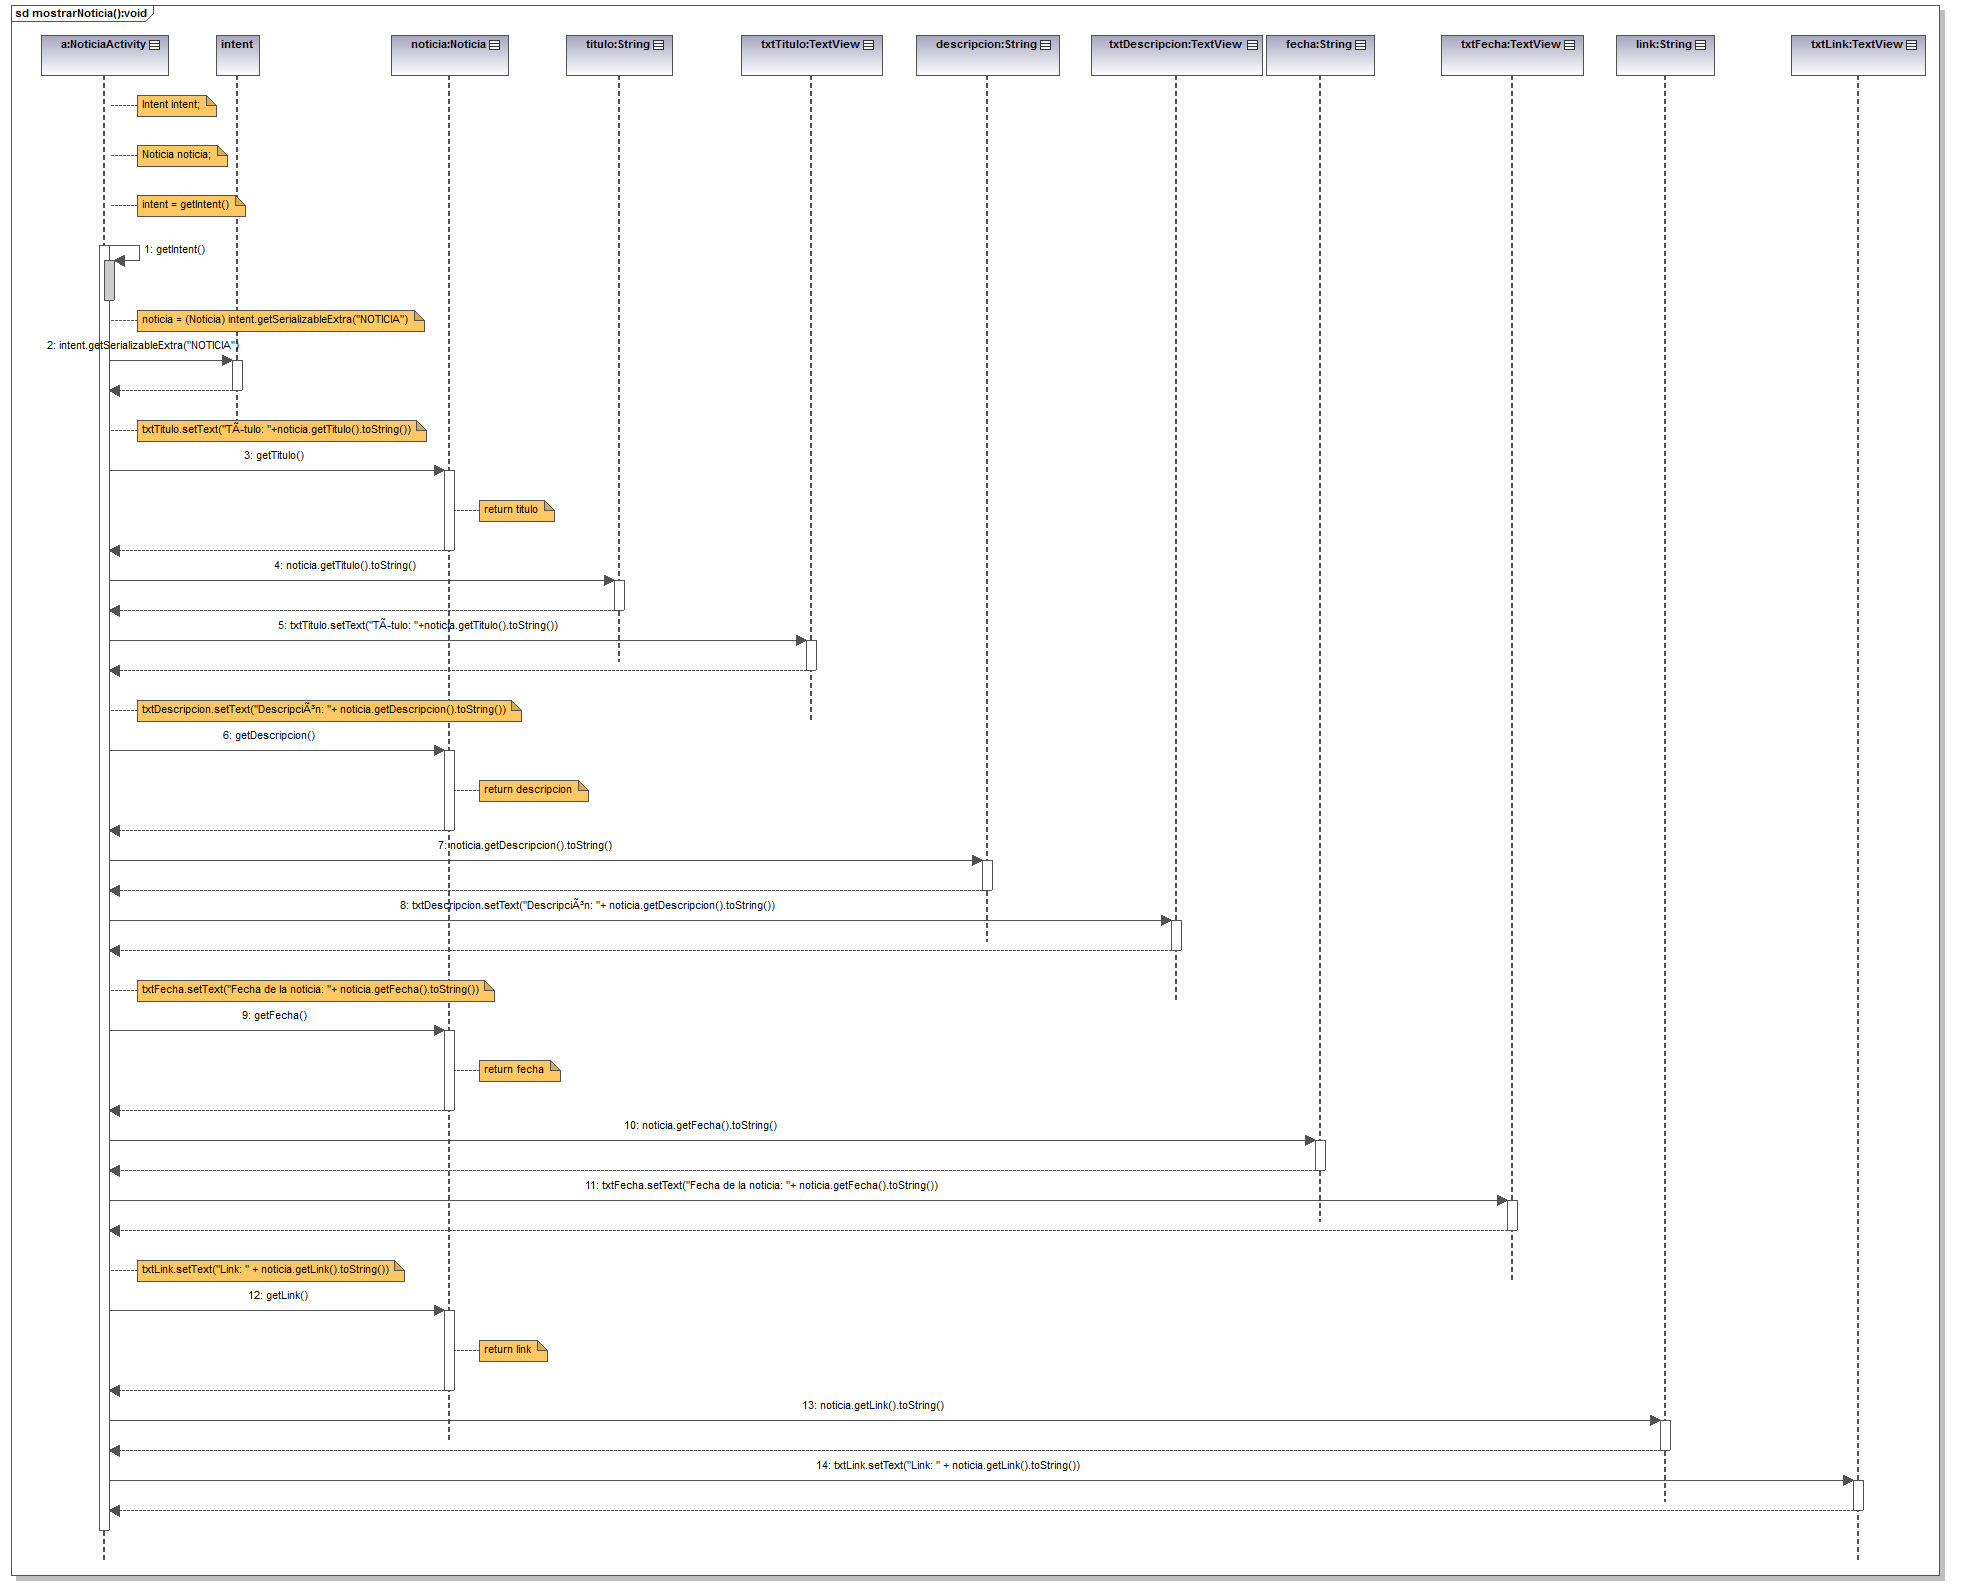 sd mostrarNoticia():void
a:NoticiaActivity
intent
noticia:Noticia
titulo:String
txtTitulo:TextView
descripcion:String
txtDescripcion:TextView
fecha:String
txtFecha:TextView
link:String
txtLink:TextView
Intent intent;
Noticia noticia;
intent = getIntent()
1: getIntent()
noticia = (Noticia) intent.getSerializableExtra("NOTICIA")
2: intent.getSerializableExtra("NOTICIA")
txtTitulo.setText("TÃ-tulo: "+noticia.getTitulo().toString())
3: getTitulo()
return titulo
4: noticia.getTitulo().toString()
5: txtTitulo.setText("TÃ-tulo: "+noticia.getTitulo().toString())
txtDescripcion.setText("DescripciÃ³n: "+ noticia.getDescripcion().toString())
6: getDescripcion()
return descripcion
7: noticia.getDescripcion().toString()
8: txtDescripcion.setText("DescripciÃ³n: "+ noticia.getDescripcion().toString())
txtFecha.setText("Fecha de la noticia: "+ noticia.getFecha().toString())
9: getFecha()
return fecha
10: noticia.getFecha().toString()
11: txtFecha.setText("Fecha de la noticia: "+ noticia.getFecha().toString())
txtLink.setText("Link: " + noticia.getLink().toString())
12: getLink()
return link
13: noticia.getLink().toString()
14: txtLink.setText("Link: " + noticia.getLink().toString())